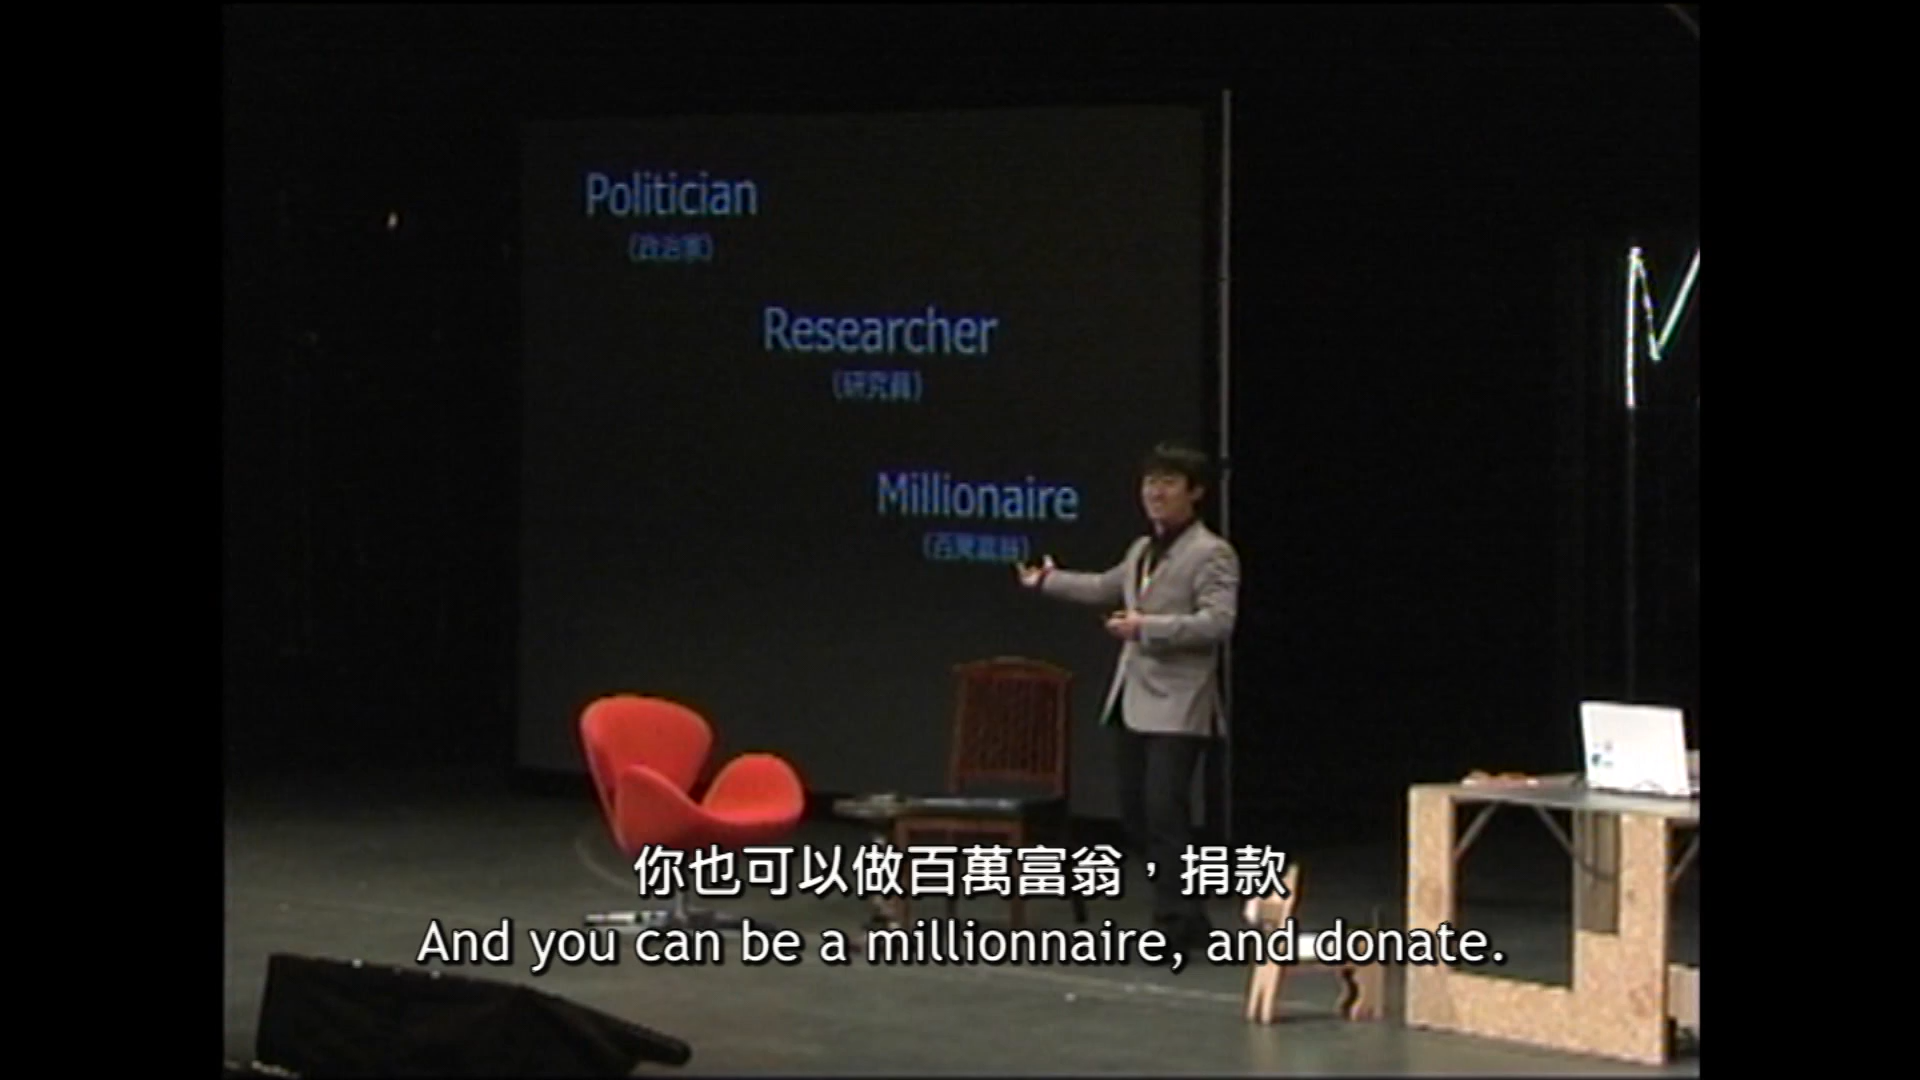 Politician
(政治家)
Researcher
(研究員)
Millionaire
(百萬富翁)
你也可以做百萬富翁，捐款
And you can be a millionnaire, and donate.